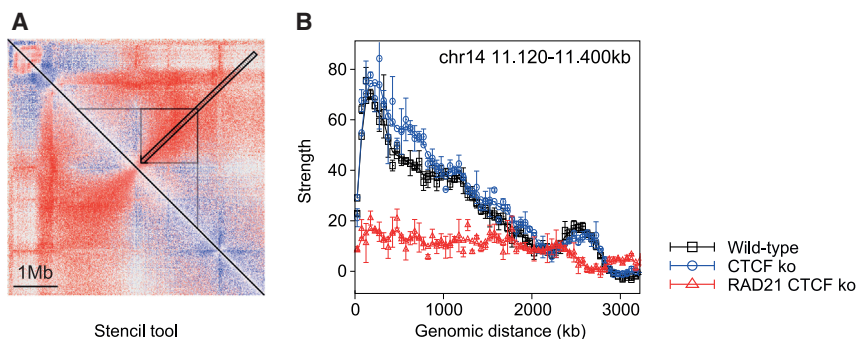 A
1Mb
Stencil tool
B
chr14 11.120-11.400kb
Strength
80
60
40
20
0
0
1000
2000
3000
Genomic distance (kb)
Wild-type
CTCF ko
RAD21 CTCF ko